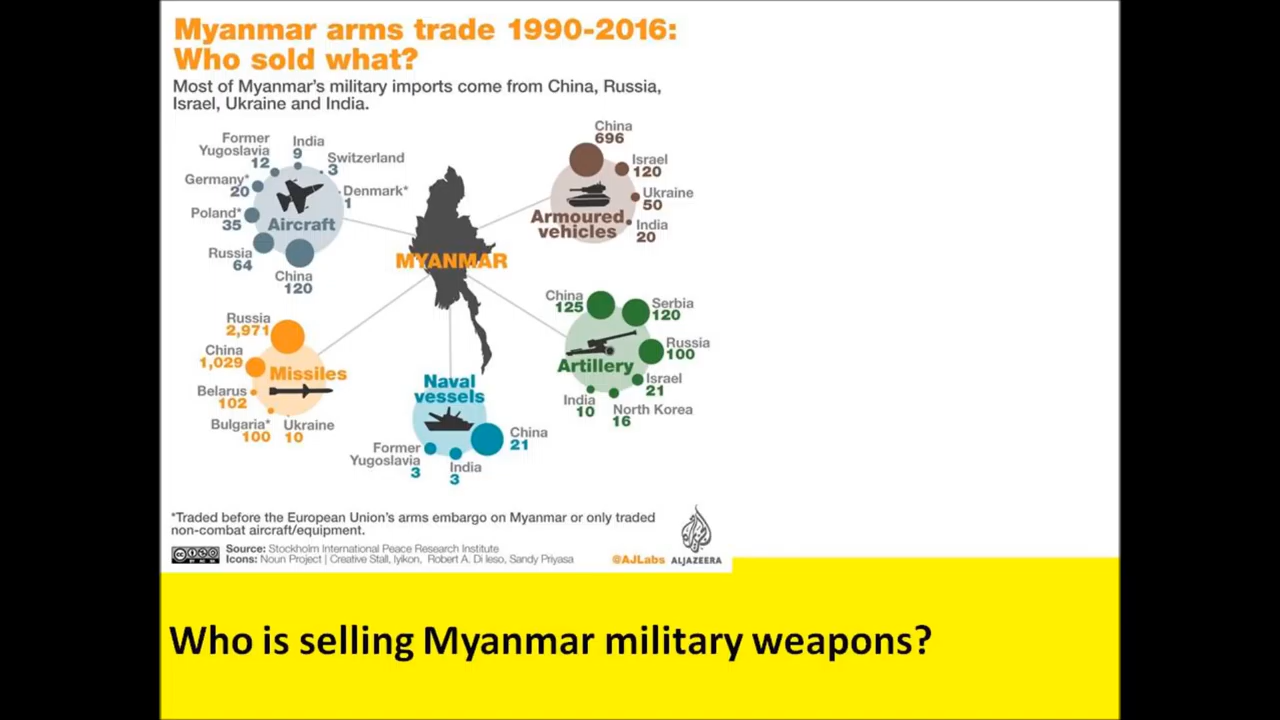 Myanmar arms trade 1990-2016:
Who sold what?
Most of Myanmar's military imports come from China, Russia,
Israel, Ukraine and India.
Former
Yugoslavia
12
India
9
Switzerland
3
Germany*
20
Denmark*
1
Poland*
35
Aircraft
Russia
64
China
120
China
696
Israel
120
Ukraine
50
Armoured
vehicles
India
20
MYANMAR
Russia
2,971
China
1,029
Missiles
Belarus
102
Bulgaria*
100
Ukraine
10
Naval
vessels
Former
Yugoslavia
3
India
3
China
21
China
125
Serbia
120
Russia
100
Artillery
Israel
21
India
10
North Korea
16
*Traded before the European Union's arms embargo on Myanmar or only traded
non-combat aircraft/equipment.
Source: Stockholm International Peace Research Institute
Icons: Noun Project | Creative Stall, Iyikon, Robert A. Di Ieso, Sandy Priyasa
@AJLabs
ALJAZEERA
Who is selling Myanmar military weapons?